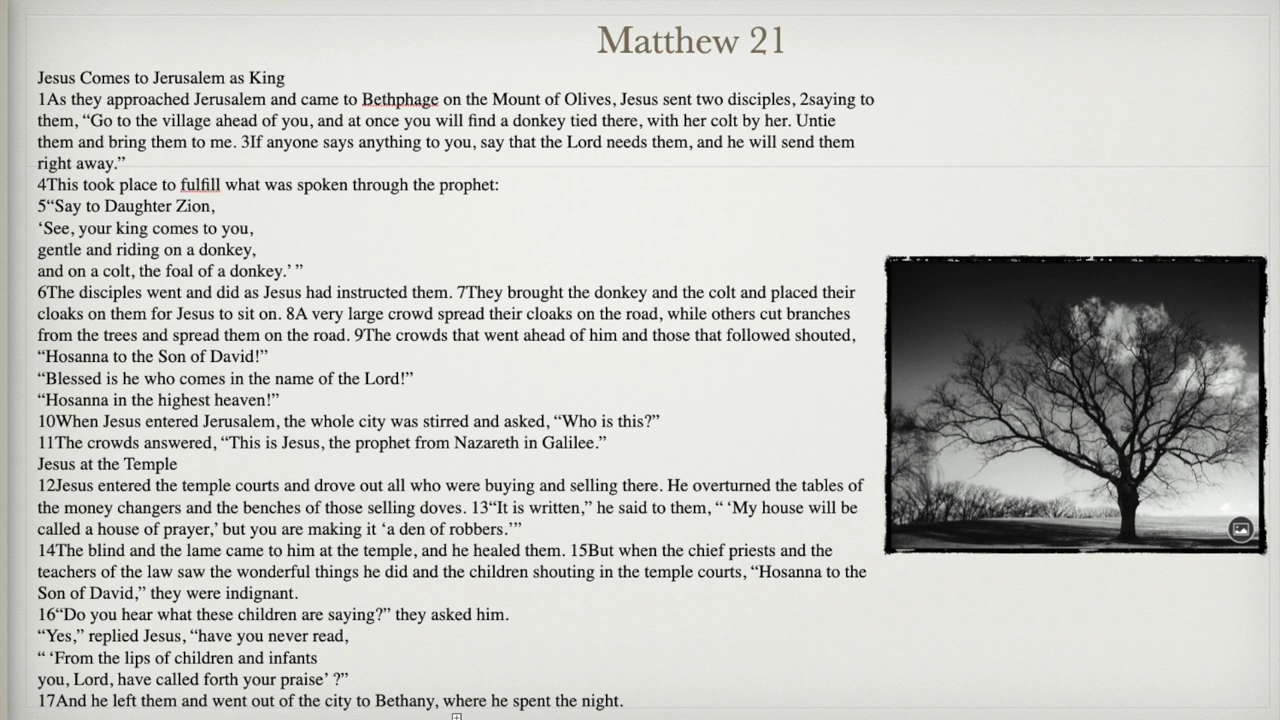 Matthew 21
Jesus Comes to Jerusalem as King
1As they approached Jerusalem and came to Bethphage on the Mount of Olives, Jesus sent two disciples, 2saying to
them, “Go to the village ahead of you, and at once you will find a donkey tied there, with her colt by her. Untie
them and bring them to me. 3If anyone says anything to you, say that the Lord needs them, and he will send them
right away.”
4This took place to fulfill what was spoken through the prophet:
5“Say to Daughter Zion,
‘See, your king comes to you,
gentle and riding on a donkey,
and on a colt, the foal of a donkey.’ ”
6The disciples went and did as Jesus had instructed them. 7They brought the donkey and the colt and placed their
cloaks on them for Jesus to sit on. 8A very large crowd spread their cloaks on the road, while others cut branches
from the trees and spread them on the road. 9The crowds that went ahead of him and those that followed shouted,
“Hosanna to the Son of David!”
“Blessed is he who comes in the name of the Lord!”
“Hosanna in the highest heaven!”
10When Jesus entered Jerusalem, the whole city was stirred and asked, “Who is this?”
11The crowds answered, “This is Jesus, the prophet from Nazareth in Galilee.”
Jesus at the Temple
12Jesus entered the temple courts and drove out all who were buying and selling there. He overturned the tables of
the money changers and the benches of those selling doves. 13“It is written,” he said to them, “ ‘My house will be
called a house of prayer,’ but you are making it ‘a den of robbers.’”
14The blind and the lame came to him at the temple, and he healed them. 15But when the chief priests and the
teachers of the law saw the wonderful things he did and the children shouting in the temple courts, “Hosanna to the
Son of David,” they were indignant.
16“Do you hear what these children are saying?” they asked him.
“Yes,” replied Jesus, “have you never read,
“ ‘From the lips of children and infants
you, Lord, have called forth your praise’ ?”
17And he left them and went out of the city to Bethany, where he spent the night.